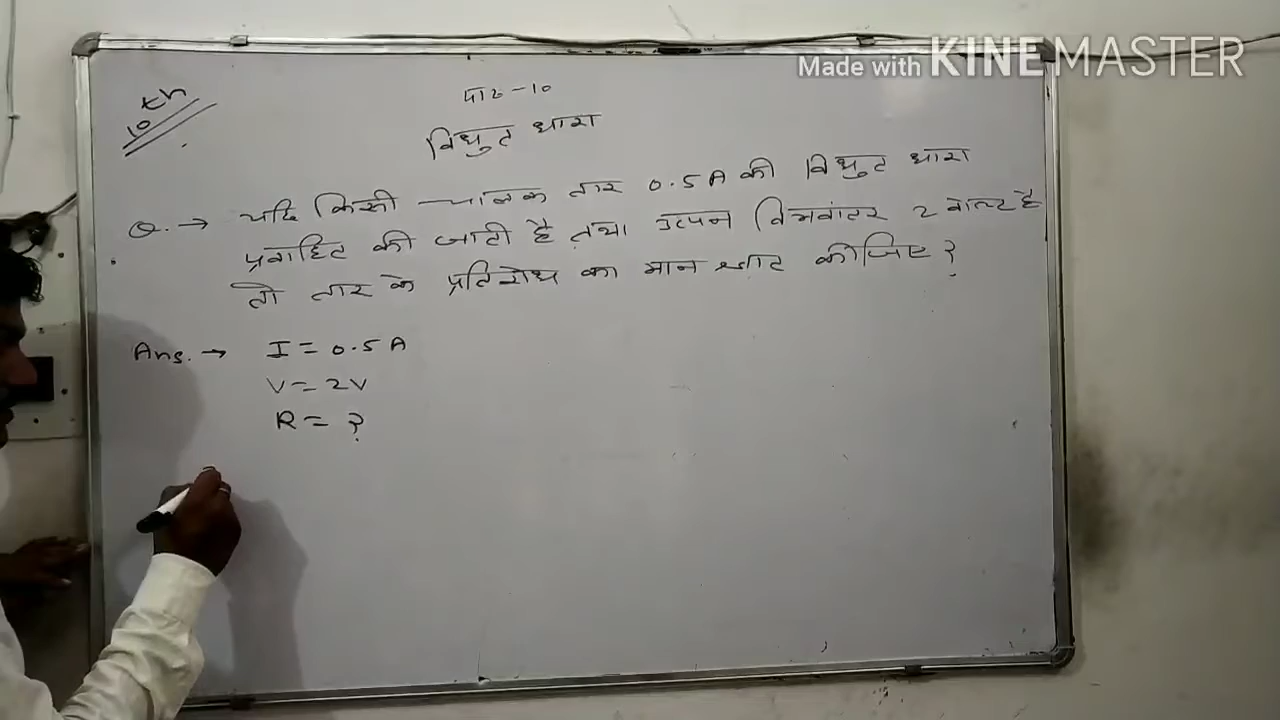 Made with KINEMASTER
10th
पाठ-10
विधुत धारा
Q. → यदि किसी चालक तार 0.5A की विधुत धारा
प्रवाहित की जाती है तथा उत्पन विभवांतर 2 वोल्ट है
तो तार के प्रतिरोध का मान ज्ञात कीजिए ?
Ans. → I = 0.5 A
V = 2V
R = ?